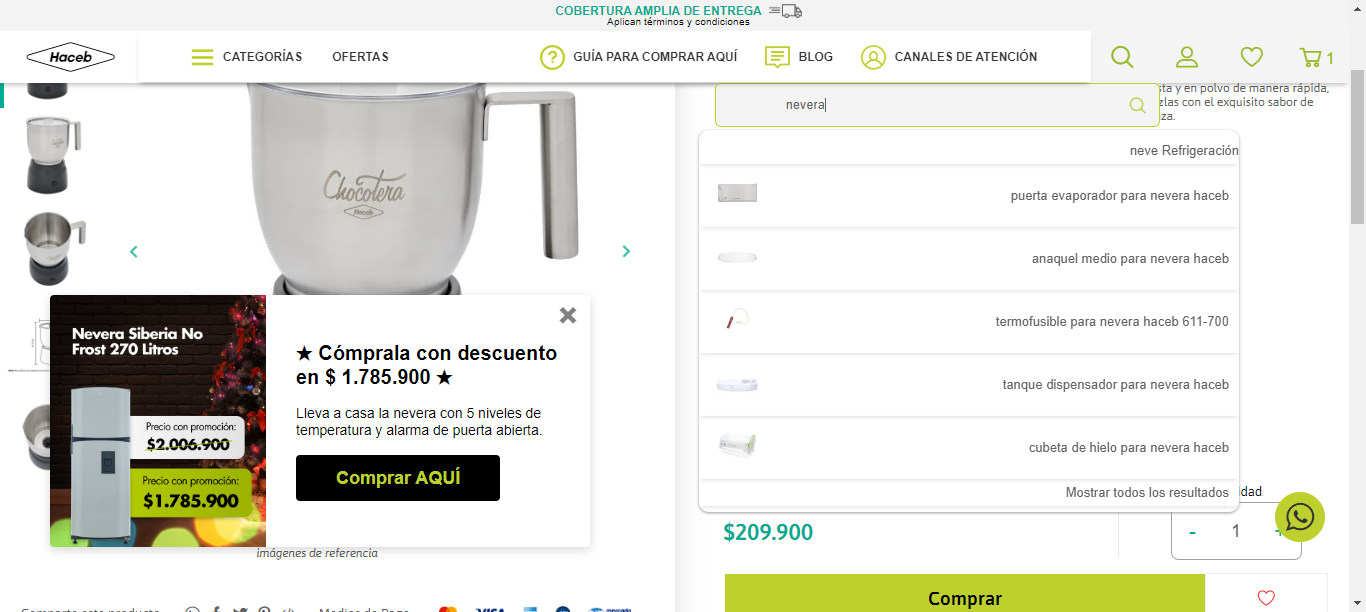 COBERTURA AMPLIA DE ENTREGA
Aplican términos y condiciones
Haceb
CATEGORÍAS
OFERTAS
GUÍA PARA COMPRAR AQUÍ
BLOG
CANALES DE ATENCIÓN
1
sta y en polvo de manera rápida,
zlas con el exquisito sabor de
za.
nevera
neve Refrigeración
puerta evaporador para nevera haceb
anaquel medio para nevera haceb
termofusible para nevera haceb 611-700
tanque dispensador para nevera haceb
cubeta de hielo para nevera haceb
Mostrar todos los resultados
dad
Chocotera
Haceb
Nevera Siberia No
Frost 270 Litros
Precio con promoción:
$2.006.900
Precio con promoción:
$1.785.900
★ Cómprala con descuento
en $ 1.785.900 ★
Lleva a casa la nevera con 5 niveles de
temperatura y alarma de puerta abierta.
Comprar AQUÍ
imágenes de referencia
$209.900
- 1 +
Comprar
Comparte este producto
Medios de Pago
VISA